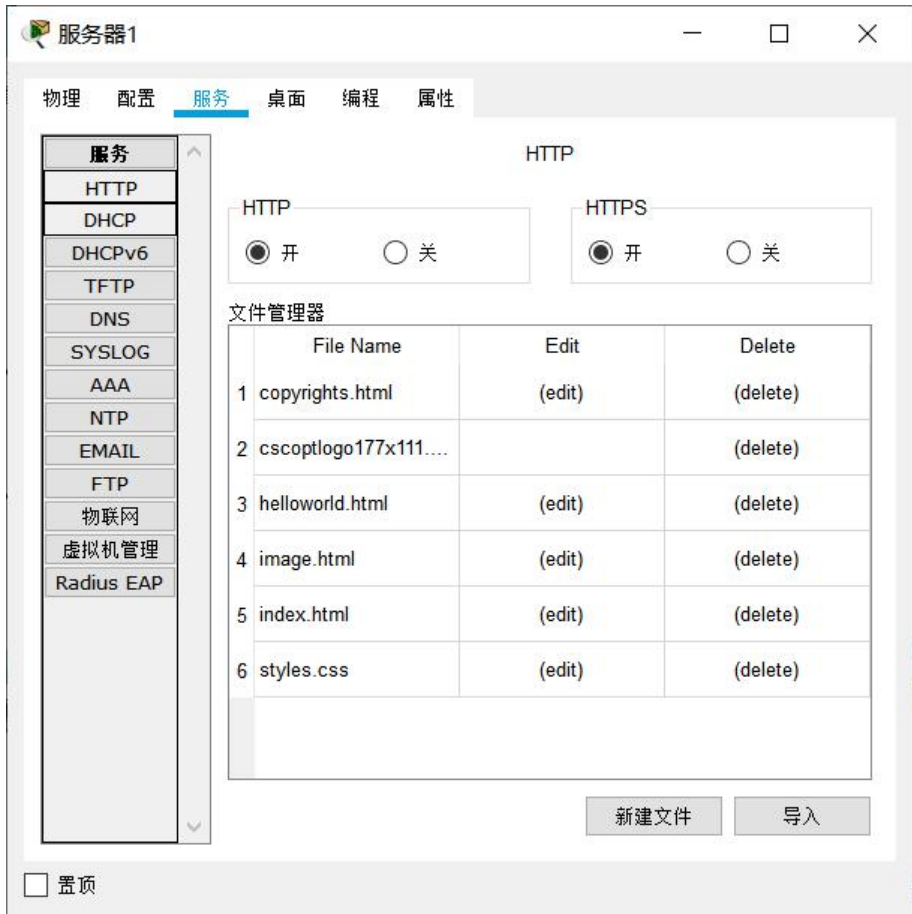 服务器1
物理 配置 服务 桌面 编程 属性
服务
HTTP
DHCP
DHCPv6
TFTP
DNS
SYSLOG
AAA
NTP
EMAIL
FTP
物联网
虚拟机管理
Radius EAP
HTTP
HTTP
开 关
HTTPS
开 关
文件管理器
File Name Edit Delete
1 copyrights.html (edit) (delete)
2 cscoptlogo177x111.... (delete)
3 helloworld.html (edit) (delete)
4 image.html (edit) (delete)
5 index.html (edit) (delete)
6 styles.css (edit) (delete)
新建文件 导入
置顶